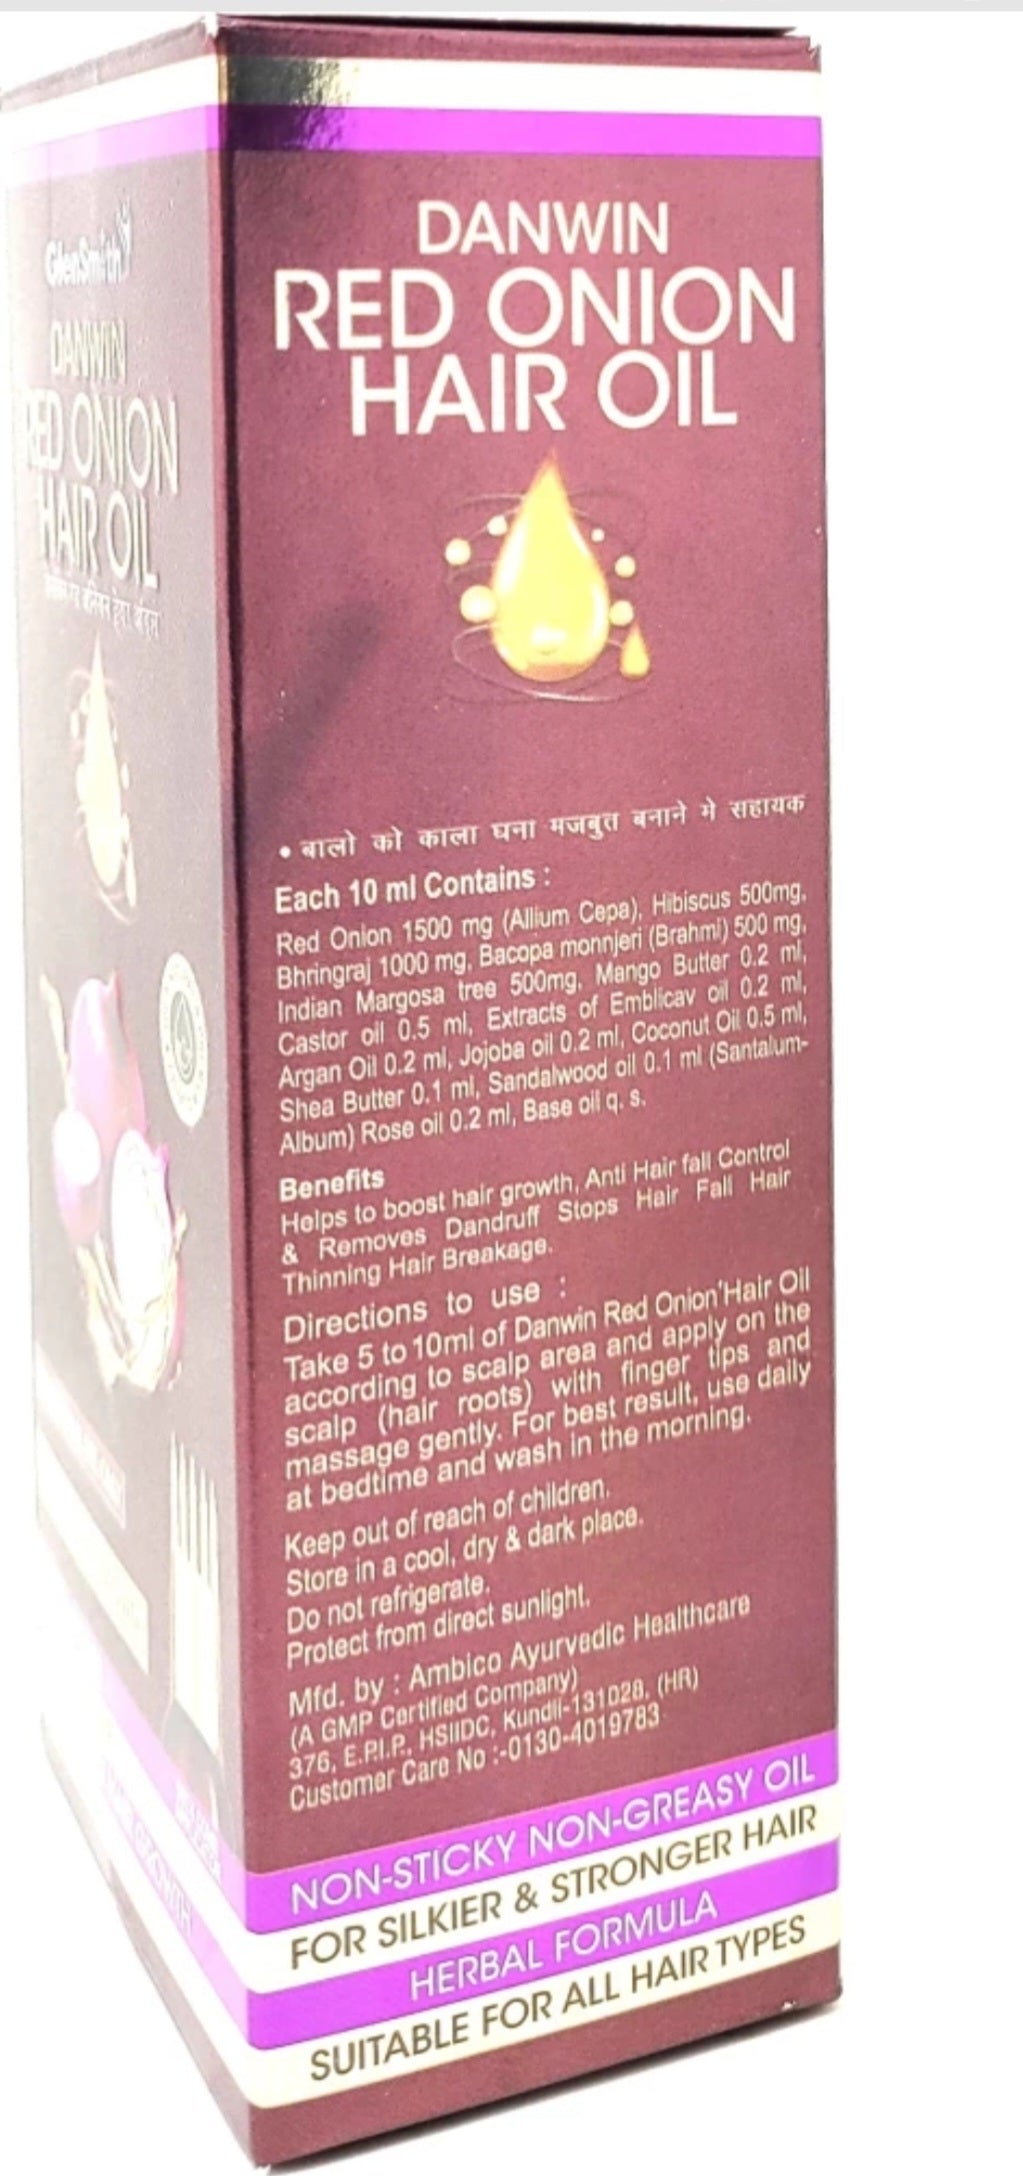 GlenSmith
DANWIN
RED ONION
HAIR OIL
DANWIN
RED ONION
HAIR OIL
• बालो को काला घना मजबुत बनाने मे सहायक
Each 10 ml Contains :
Red Onion 1500 mg (Allium Cepa), Hibiscus 500mg,
Bhringraj 1000 mg, Bacopa monnjeri (Brahmi) 500 mg,
Indian Margosa tree 500mg, Mango Butter 0.2 ml,
Castor oil 0.5 ml, Extracts of Emblicav oil 0.2 ml,
Argan Oil 0.2 ml, Jojoba oil 0.2 ml, Coconut Oil 0.5 ml,
Shea Butter 0.1 ml, Sandalwood oil 0.1 ml (Santalum-
Album) Rose oil 0.2 ml, Base oil q. s.
Benefits
Helps to boost hair growth, Anti Hair fall Control
& Removes Dandruff Stops Hair Fall Hair
Thinning Hair Breakage.
Directions to use :
Take 5 to 10ml of Danwin Red Onion'Hair Oil
according to scalp area and apply on the
scalp (hair roots) with finger tips and
massage gently. For best result, use daily
at bedtime and wash in the morning.
Keep out of reach of children.
Store in a cool, dry & dark place.
Do not refrigerate.
Protect from direct sunlight.
Mfd. by : Ambico Ayurvedic Healthcare
(A GMP Certified Company)
376, E.P.I.P., HSIIDC, Kundli-131028, (HR)
Customer Care No :-0130-4019783
NON-STICKY NON-GREASY OIL
FOR SILKIER & STRONGER HAIR
HERBAL FORMULA
SUITABLE FOR ALL HAIR TYPES